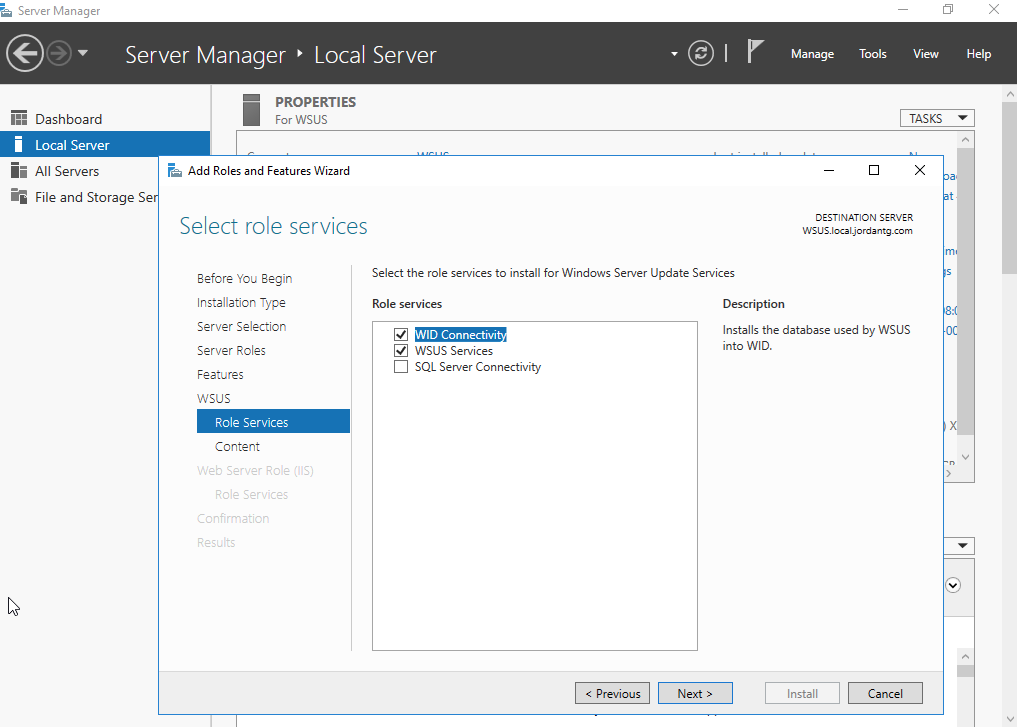 Server Manager
Server Manager ‣ Local Server
Manage Tools View Help
Dashboard
Local Server
All Servers
File and Storage Ser
PROPERTIES
For WSUS
TASKS
Add Roles and Features Wizard
Select role services
DESTINATION SERVER
WSUS.local.jordantg.com
Before You Begin
Installation Type
Server Selection
Server Roles
Features
WSUS
Role Services
Content
Web Server Role (IIS)
Role Services
Confirmation
Results
Select the role services to install for Windows Server Update Services
Role services
WID Connectivity
WSUS Services
SQL Server Connectivity
Description
Installs the database used by WSUS
into WID.
< Previous
Next >
Install
Cancel